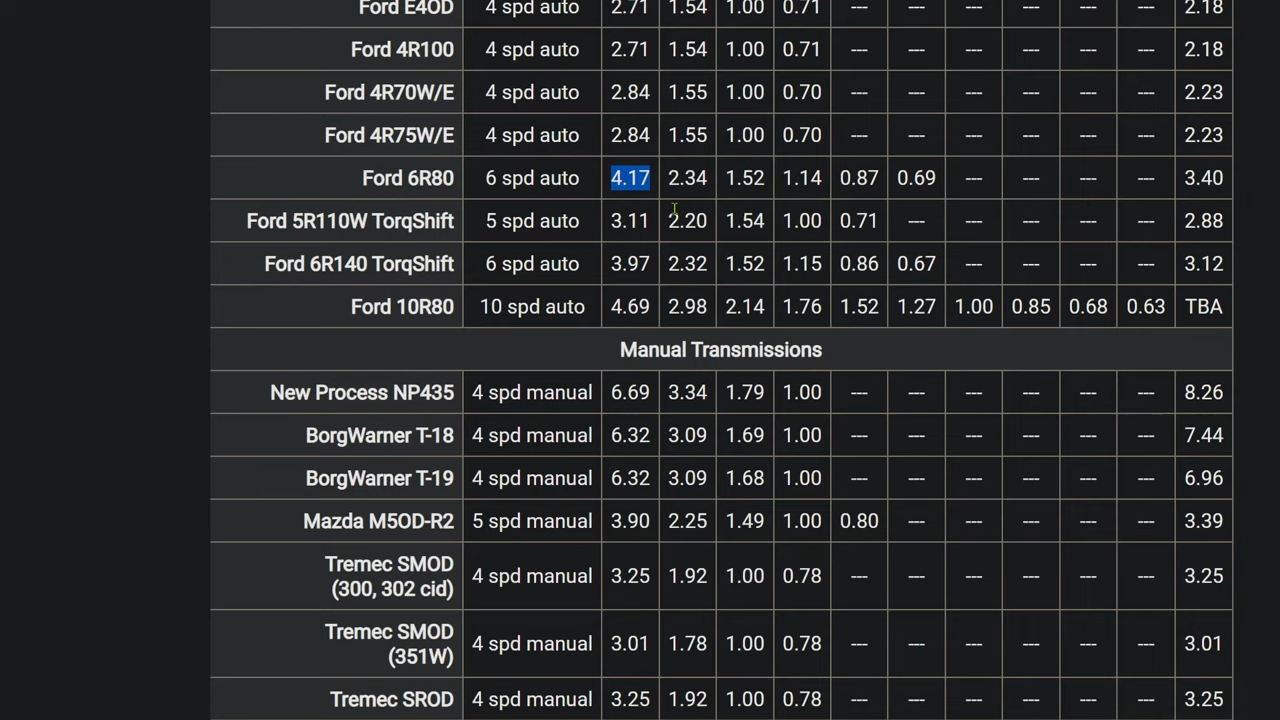 Ford E4OD 4 spd auto 2.71 1.54 1.00 0.71 --- --- --- --- --- --- 2.18
Ford 4R100 4 spd auto 2.71 1.54 1.00 0.71 --- --- --- --- --- --- 2.18
Ford 4R70W/E 4 spd auto 2.84 1.55 1.00 0.70 --- --- --- --- --- --- 2.23
Ford 4R75W/E 4 spd auto 2.84 1.55 1.00 0.70 --- --- --- --- --- --- 2.23
Ford 6R80 6 spd auto 4.17 2.34 1.52 1.14 0.87 0.69 --- --- --- --- 3.40
Ford 5R110W TorqShift 5 spd auto 3.11 2.20 1.54 1.00 0.71 --- --- --- --- --- 2.88
Ford 6R140 TorqShift 6 spd auto 3.97 2.32 1.52 1.15 0.86 0.67 --- --- --- --- 3.12
Ford 10R80 10 spd auto 4.69 2.98 2.14 1.76 1.52 1.27 1.00 0.85 0.68 0.63 TBA
Manual Transmissions
New Process NP435 4 spd manual 6.69 3.34 1.79 1.00 --- --- --- --- --- --- 8.26
BorgWarner T-18 4 spd manual 6.32 3.09 1.69 1.00 --- --- --- --- --- --- 7.44
BorgWarner T-19 4 spd manual 6.32 3.09 1.68 1.00 --- --- --- --- --- --- 6.96
Mazda M5OD-R2 5 spd manual 3.90 2.25 1.49 1.00 0.80 --- --- --- --- --- 3.39
Tremec SMOD
(300, 302 cid) 4 spd manual 3.25 1.92 1.00 0.78 --- --- --- --- --- --- 3.25
Tremec SMOD
(351W) 4 spd manual 3.01 1.78 1.00 0.78 --- --- --- --- --- --- 3.01
Tremec SROD 4 spd manual 3.25 1.92 1.00 0.78 --- --- --- --- --- --- 3.25